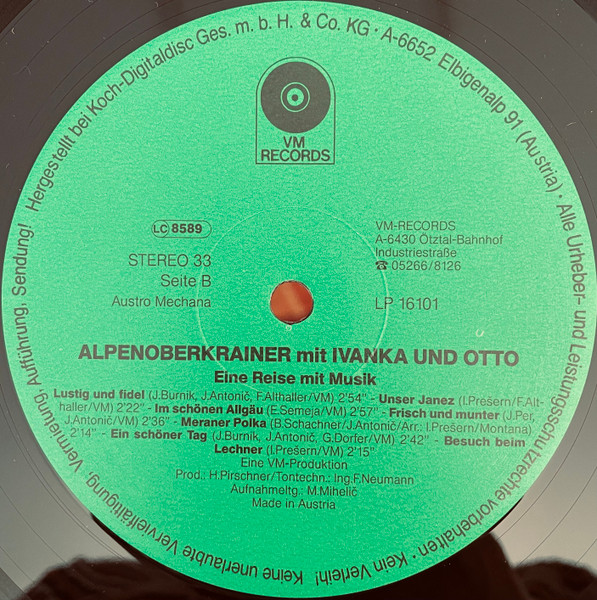 Hergestellt bei Koch-Digitaldisc Ges. m. b. H. & Co. KG · A-6652 Elbigenalp 91 (Austria) · Alle Urheber- und Leistungsschutzrechte vorbehalten · Kein Verleih! Keine unerlaubte Vervielfältigung, Vermietung, Aufführung, Sendung!
VM
RECORDS
LC 8589
STEREO 33
Seite B
Austro Mechana
VM-RECORDS
A-6430 Ötztal-Bahnhof
Industriestraße
☎ 05266/8126
LP 16101
ALPENOBERKRAINER mit IVANKA UND OTTO
Eine Reise mit Musik
Lustig und fidel (J.Burnik, J.Antonič, F.Althaller/VM) 2'54" - Unser Janez (I.Prešern/F.Alt-
haller/VM) 2'22" - Im schönen Allgäu (E.Semeja/VM) 2'57" - Frisch und munter (J.Per,
J.Antonič/VM) 2'36" - Meraner Polka (B.Schachner/J.Antonič/Arr.: I.Prešern/Montana)
2'14" - Ein schöner Tag (J.Burnik, J.Antonič, G.Dorfer/VM) 2'42" - Besuch beim
Lechner (I.Prešern/VM) 2'15"
Eine VM-Produktion
Prod.: H.Pirschner/Tontechn.: Ing.F.Neumann
Aufnahmeltg.: M.Mihelič
Made in Austria